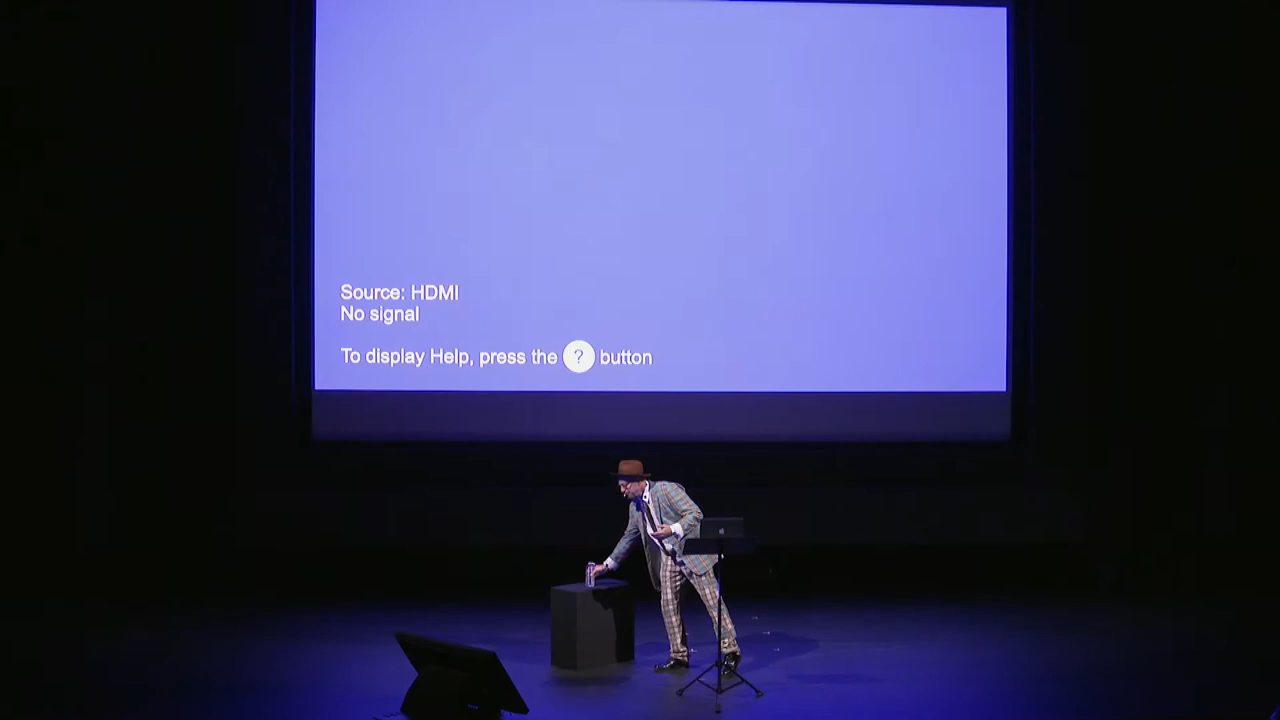 Source: HDMI
No signal
To display Help, press the ? button